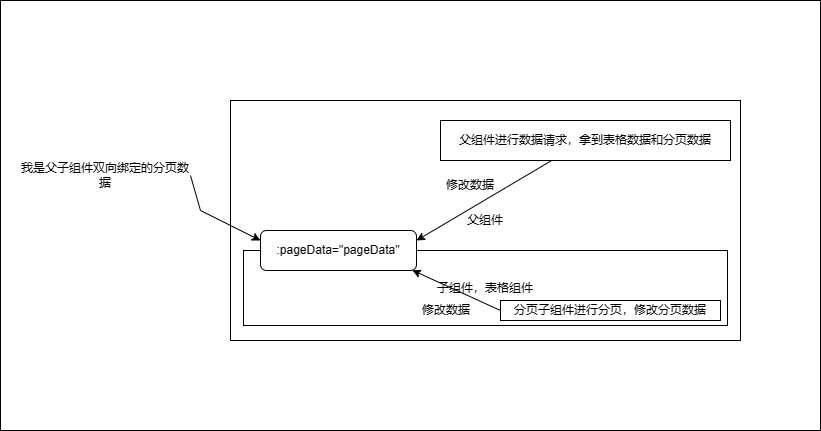 父组件进行数据请求，拿到表格数据和分页数据
我是父子组件双向绑定的分页数
据
修改数据
父组件
:pageData="pageData"
子组件，表格组件
修改数据
分页子组件进行分页，修改分页数据